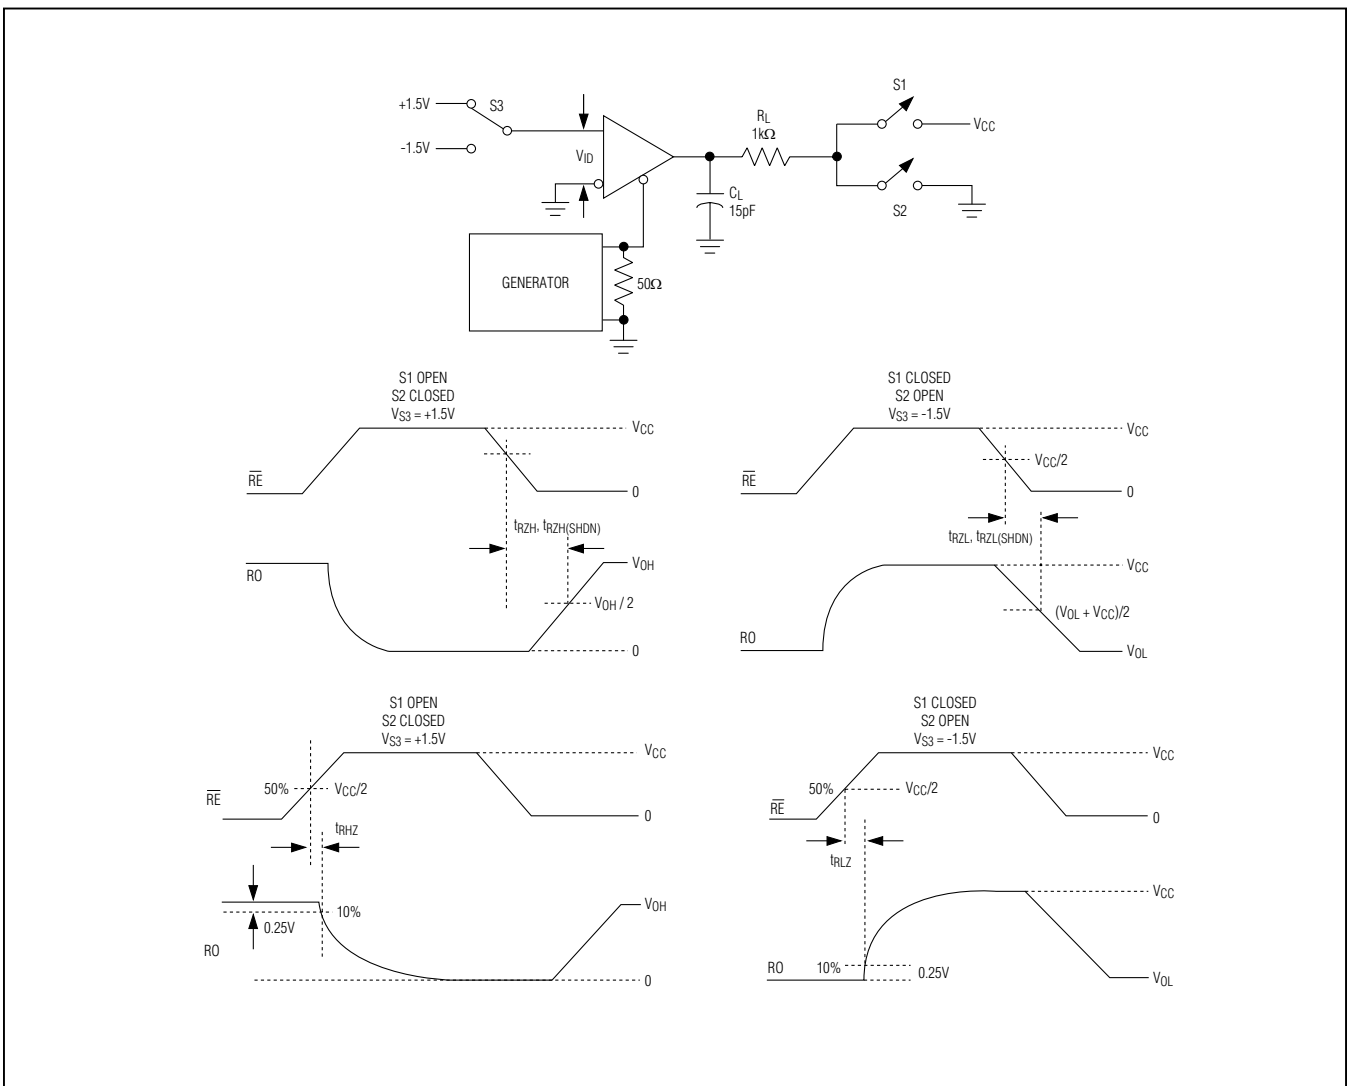 +1.5V
S3
-1.5V
VID
RL
1kΩ
S1
VCC
CL
15pF
S2
GENERATOR
50Ω
S1 OPEN
S2 CLOSED
VS3 = +1.5V
VCC
RE
0
tRZH, tRZH(SHDN)
RO
VOH
VOH / 2
0
S1 CLOSED
S2 OPEN
VS3 = -1.5V
VCC
VCC/2
RE
0
tRZL, tRZL(SHDN)
VCC
(VOL + VCC)/2
RO
VOL
S1 OPEN
S2 CLOSED
VS3 = +1.5V
VCC
50%
VCC/2
RE
0
tRHZ
10%
VOH
0.25V
RO
0
S1 CLOSED
S2 OPEN
VS3 = -1.5V
VCC
50%
VCC/2
RE
0
tRLZ
VCC
RO
10%
0.25V
VOL